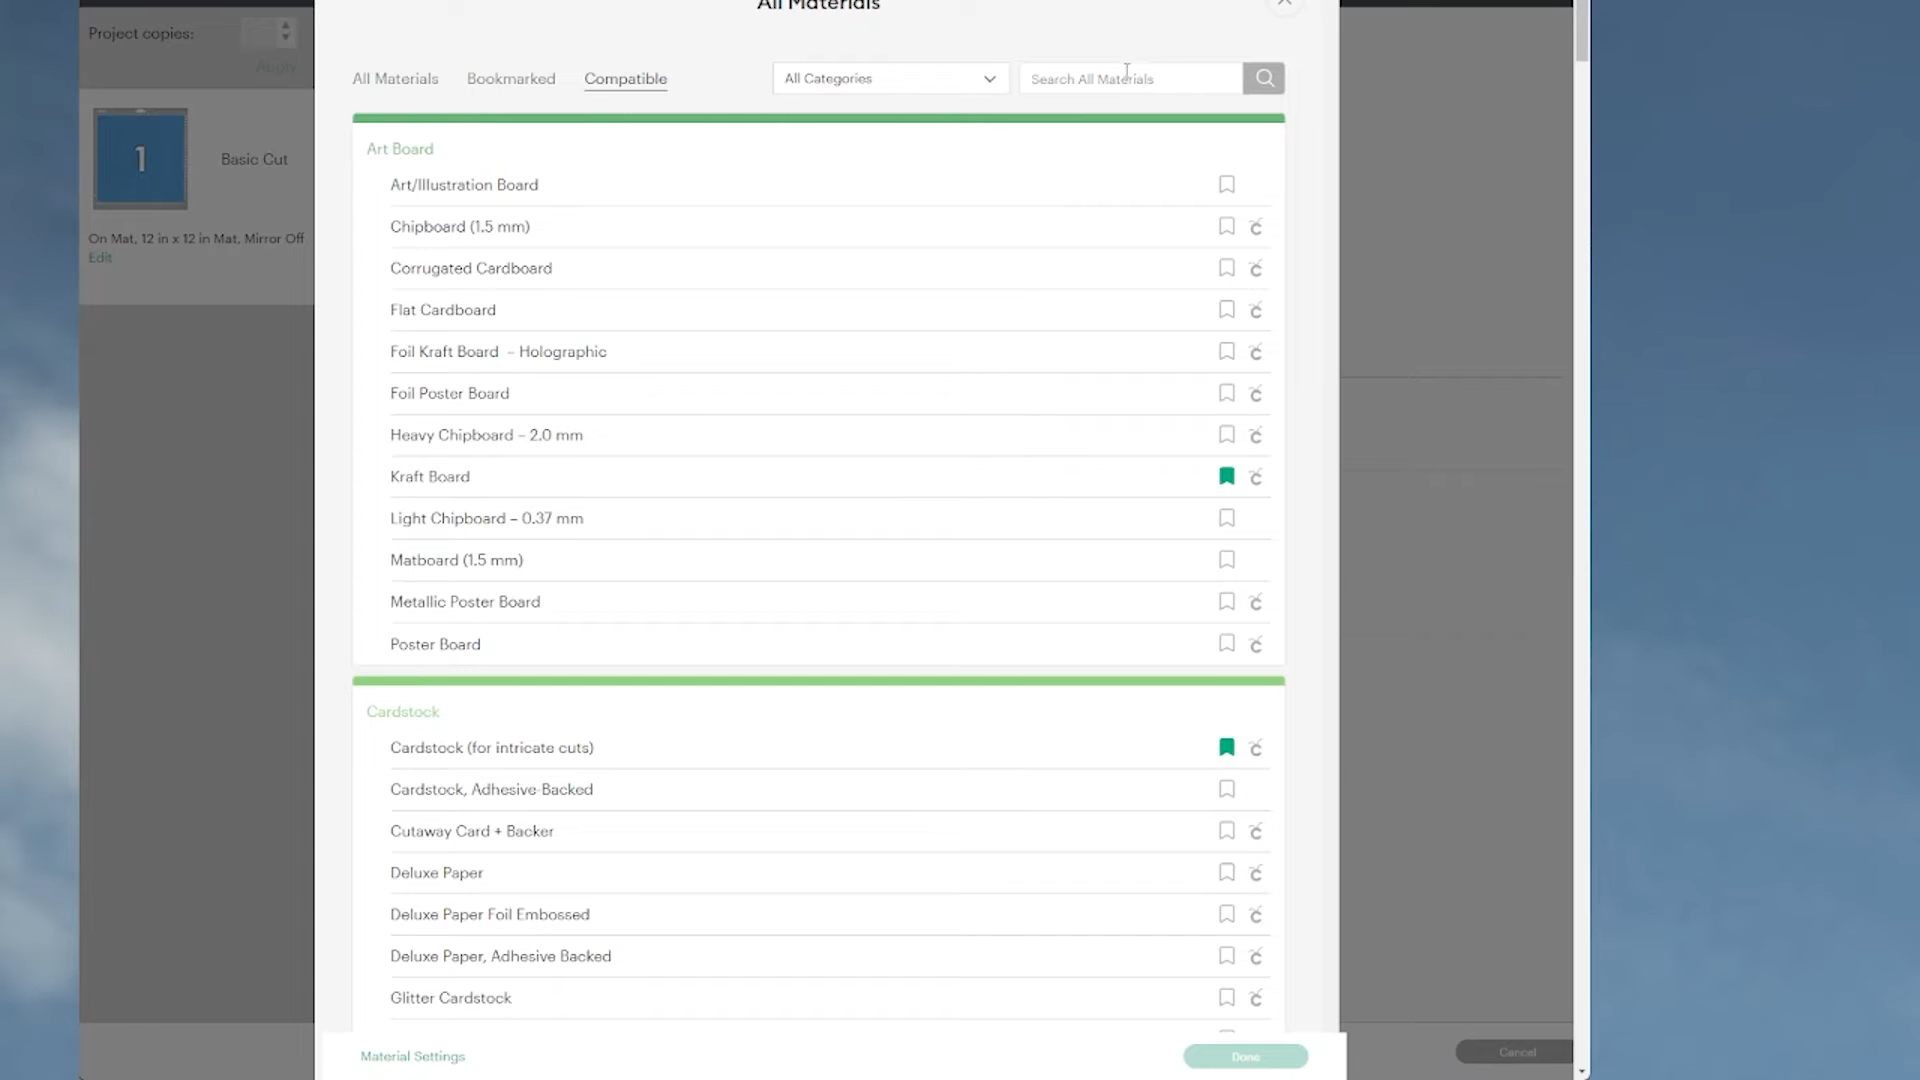 All Materials
Project copies:
Apply
All Materials Bookmarked Compatible All Categories Search All Materials
Art Board
1 Basic Cut
Art/Illustration Board
Chipboard (1.5 mm)
On Mat, 12 in x 12 in Mat, Mirror Off
Edit
Corrugated Cardboard
Flat Cardboard
Foil Kraft Board – Holographic
Foil Poster Board
Heavy Chipboard – 2.0 mm
Kraft Board
Light Chipboard – 0.37 mm
Matboard (1.5 mm)
Metallic Poster Board
Poster Board
Cardstock
Cardstock (for intricate cuts)
Cardstock, Adhesive-Backed
Cutaway Card + Backer
Deluxe Paper
Deluxe Paper Foil Embossed
Deluxe Paper, Adhesive Backed
Glitter Cardstock
Material Settings Done Cancel